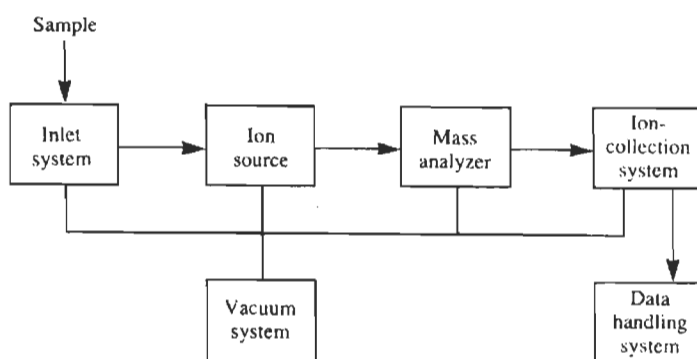 Sample
Inlet
system
Ion
source
Mass
analyzer
Ion-
collection
system
Vacuum
system
Data
handling
system